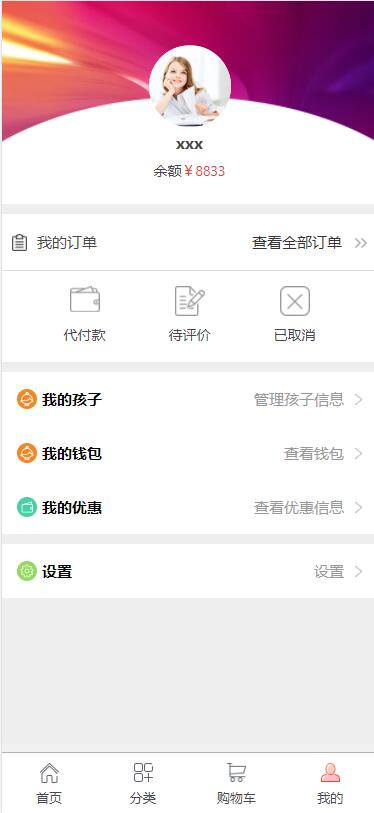 xxx
余额￥8833
我的订单 查看全部订单
代付款 待评价 已取消
我的孩子 管理孩子信息
我的钱包 查看钱包
我的优惠 查看优惠信息
设置 设置
首页 分类 购物车 我的